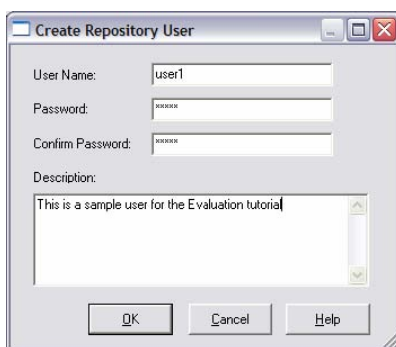 Create Repository User
User Name: user1
Password: *****
Confirm Password: *****
Description:
This is a sample user for the Evaluation tutorial
OK Cancel Help